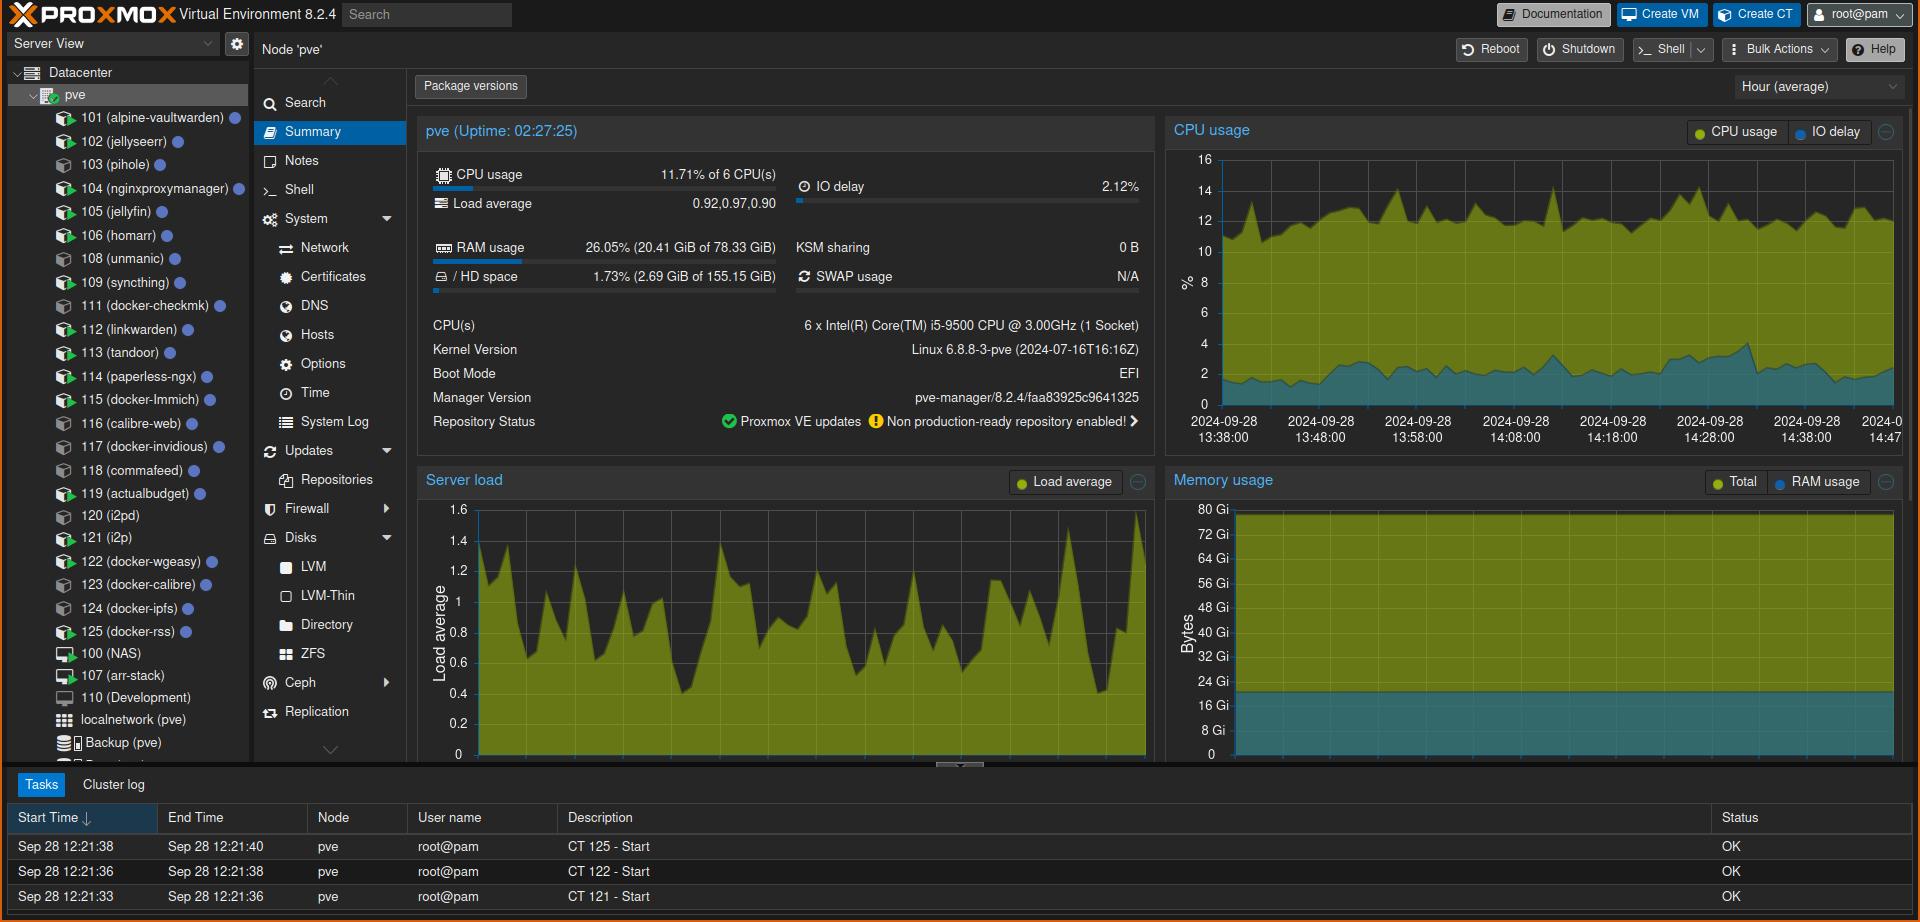 PROXMOX Virtual Environment 8.2.4 Search Documentation Create VM Create CT root@pam
Server View
Datacenter
pve
101 (alpine-vaultwarden)
102 (jellyseerr)
103 (pihole)
104 (nginxproxymanager)
105 (jellyfin)
106 (homarr)
108 (unmanic)
109 (syncthing)
111 (docker-checkmk)
112 (linkwarden)
113 (tandoor)
114 (paperless-ngx)
115 (docker-Immich)
116 (calibre-web)
117 (docker-invidious)
118 (commafeed)
119 (actualbudget)
120 (i2pd)
121 (i2p)
122 (docker-wgeasy)
123 (docker-calibre)
124 (docker-ipfs)
125 (docker-rss)
100 (NAS)
107 (arr-stack)
110 (Development)
localnetwork (pve)
Backup (pve)
Node 'pve' Reboot Shutdown Shell Bulk Actions Help
Search
Summary
Notes
Shell
System
Network
Certificates
DNS
Hosts
Options
Time
System Log
Updates
Repositories
Firewall
Disks
LVM
LVM-Thin
Directory
ZFS
Ceph
Replication
Package versions Hour (average)
pve (Uptime: 02:27:25)
CPU usage 11.71% of 6 CPU(s)
IO delay 2.12%
Load average 0.92,0.97,0.90
RAM usage 26.05% (20.41 GiB of 78.33 GiB)
KSM sharing 0 B
/ HD space 1.73% (2.69 GiB of 155.15 GiB)
SWAP usage N/A
CPU(s) 6 x Intel(R) Core(TM) i5-9500 CPU @ 3.00GHz (1 Socket)
Kernel Version Linux 6.8.8-3-pve (2024-07-16T16:16Z)
Boot Mode EFI
Manager Version pve-manager/8.2.4/faa83925c9641325
Repository Status Proxmox VE updates Non production-ready repository enabled!
CPU usage CPU usage IO delay
16
14
12
10
% 8
6
4
2
0
2024-09-28 2024-09-28 2024-09-28 2024-09-28 2024-09-28 2024-09-28 2024-09-28 2024-0
13:38:00 13:48:00 13:58:00 14:08:00 14:18:00 14:28:00 14:38:00 14:47
Server load Load average
1.6
1.4
1.2
1
0.8
0.6
0.4
0.2
0
Load average
Memory usage Total RAM usage
80 Gi
72 Gi
64 Gi
56 Gi
48 Gi
40 Gi
32 Gi
24 Gi
16 Gi
8 Gi
0
Bytes
Tasks Cluster log
Start Time End Time Node User name Description Status
Sep 28 12:21:38 Sep 28 12:21:40 pve root@pam CT 125 - Start OK
Sep 28 12:21:36 Sep 28 12:21:38 pve root@pam CT 122 - Start OK
Sep 28 12:21:33 Sep 28 12:21:36 pve root@pam CT 121 - Start OK